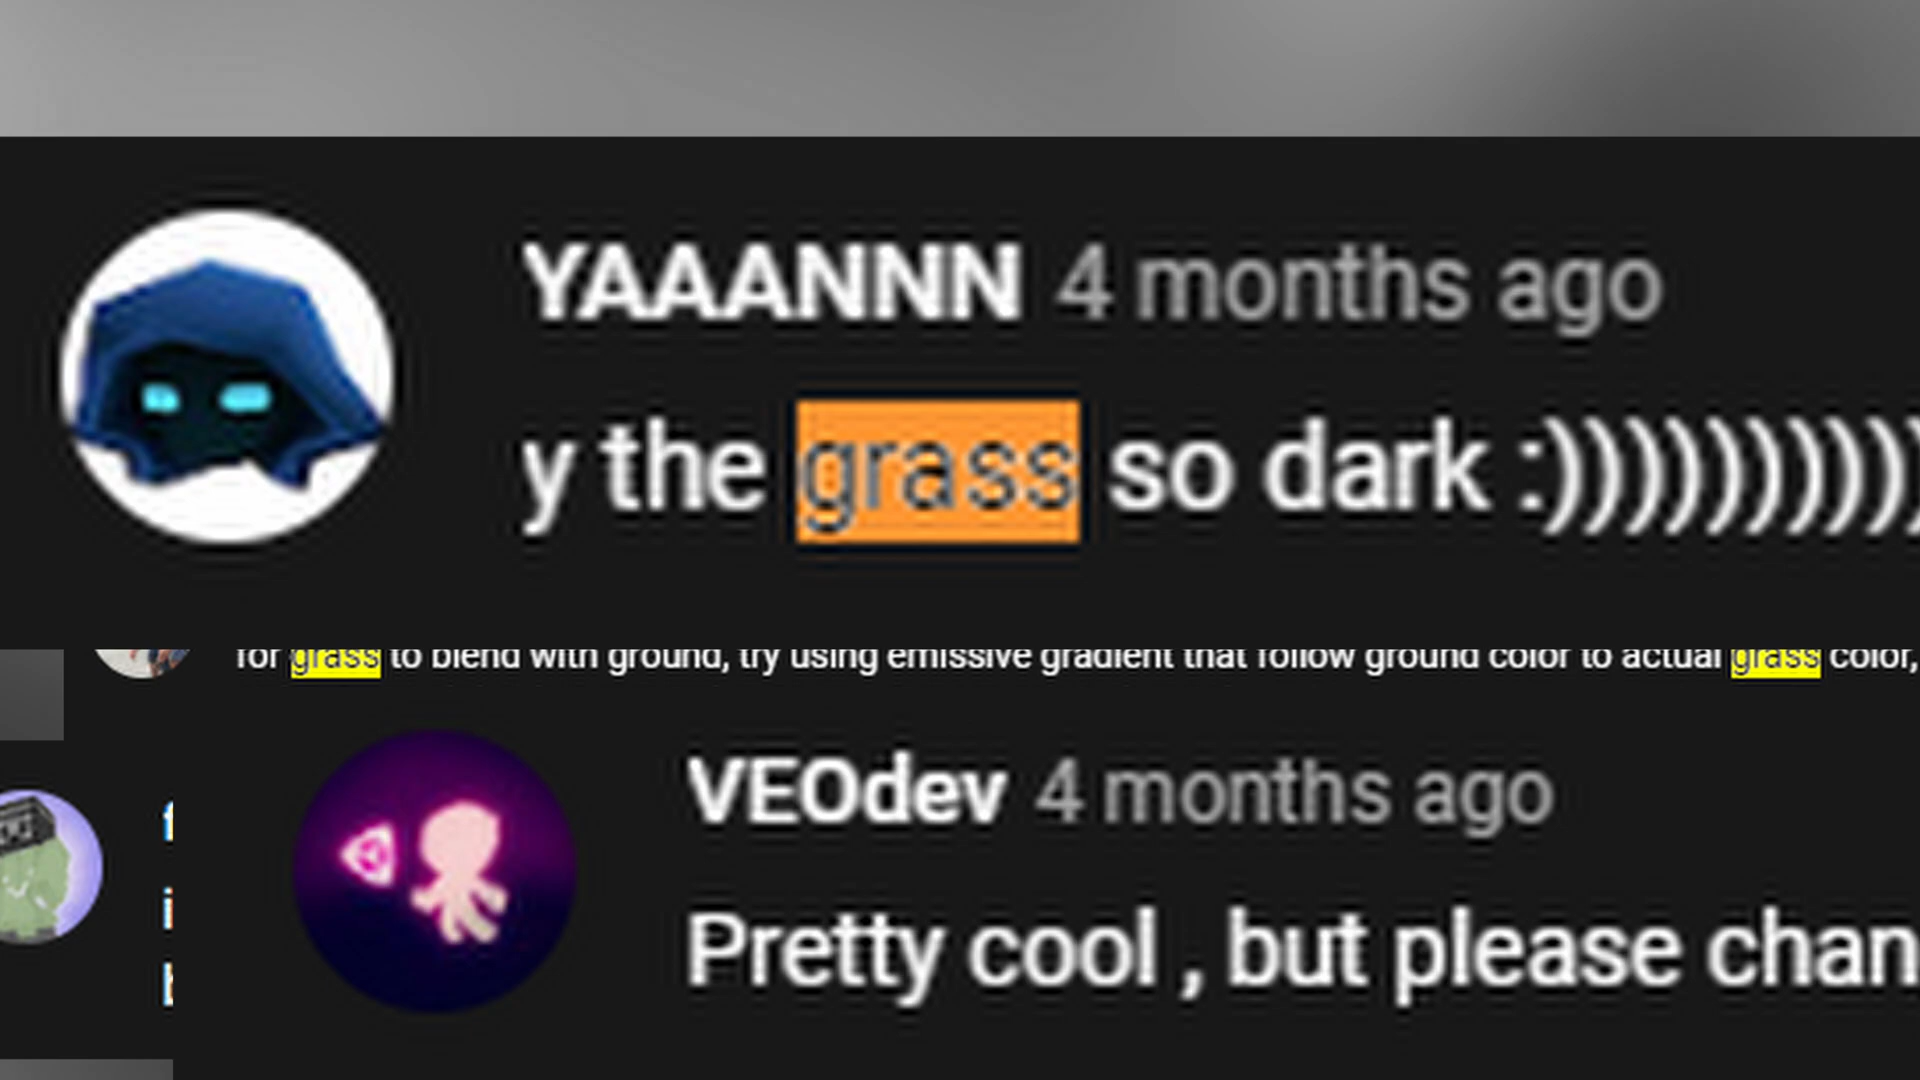 YAAANNN 4 months ago
y the grass so dark :))))))))))
for grass to blend with ground, try using emissive gradient that follow ground color to actual grass color,
VEOdev 4 months ago
Pretty cool , but please chan